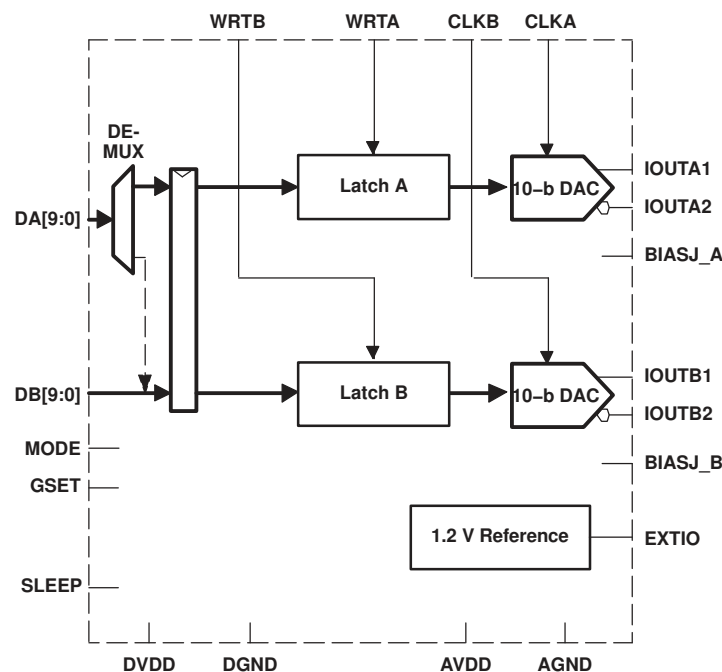 WRTB
WRTA
CLKB
CLKA
DE-
MUX
DA[9:0]
Latch A
10−b DAC
IOUTA1
IOUTA2
BIASJ_A
DB[9:0]
Latch B
10−b DAC
IOUTB1
IOUTB2
BIASJ_B
MODE
GSET
1.2 V Reference
EXTIO
SLEEP
DVDD
DGND
AVDD
AGND